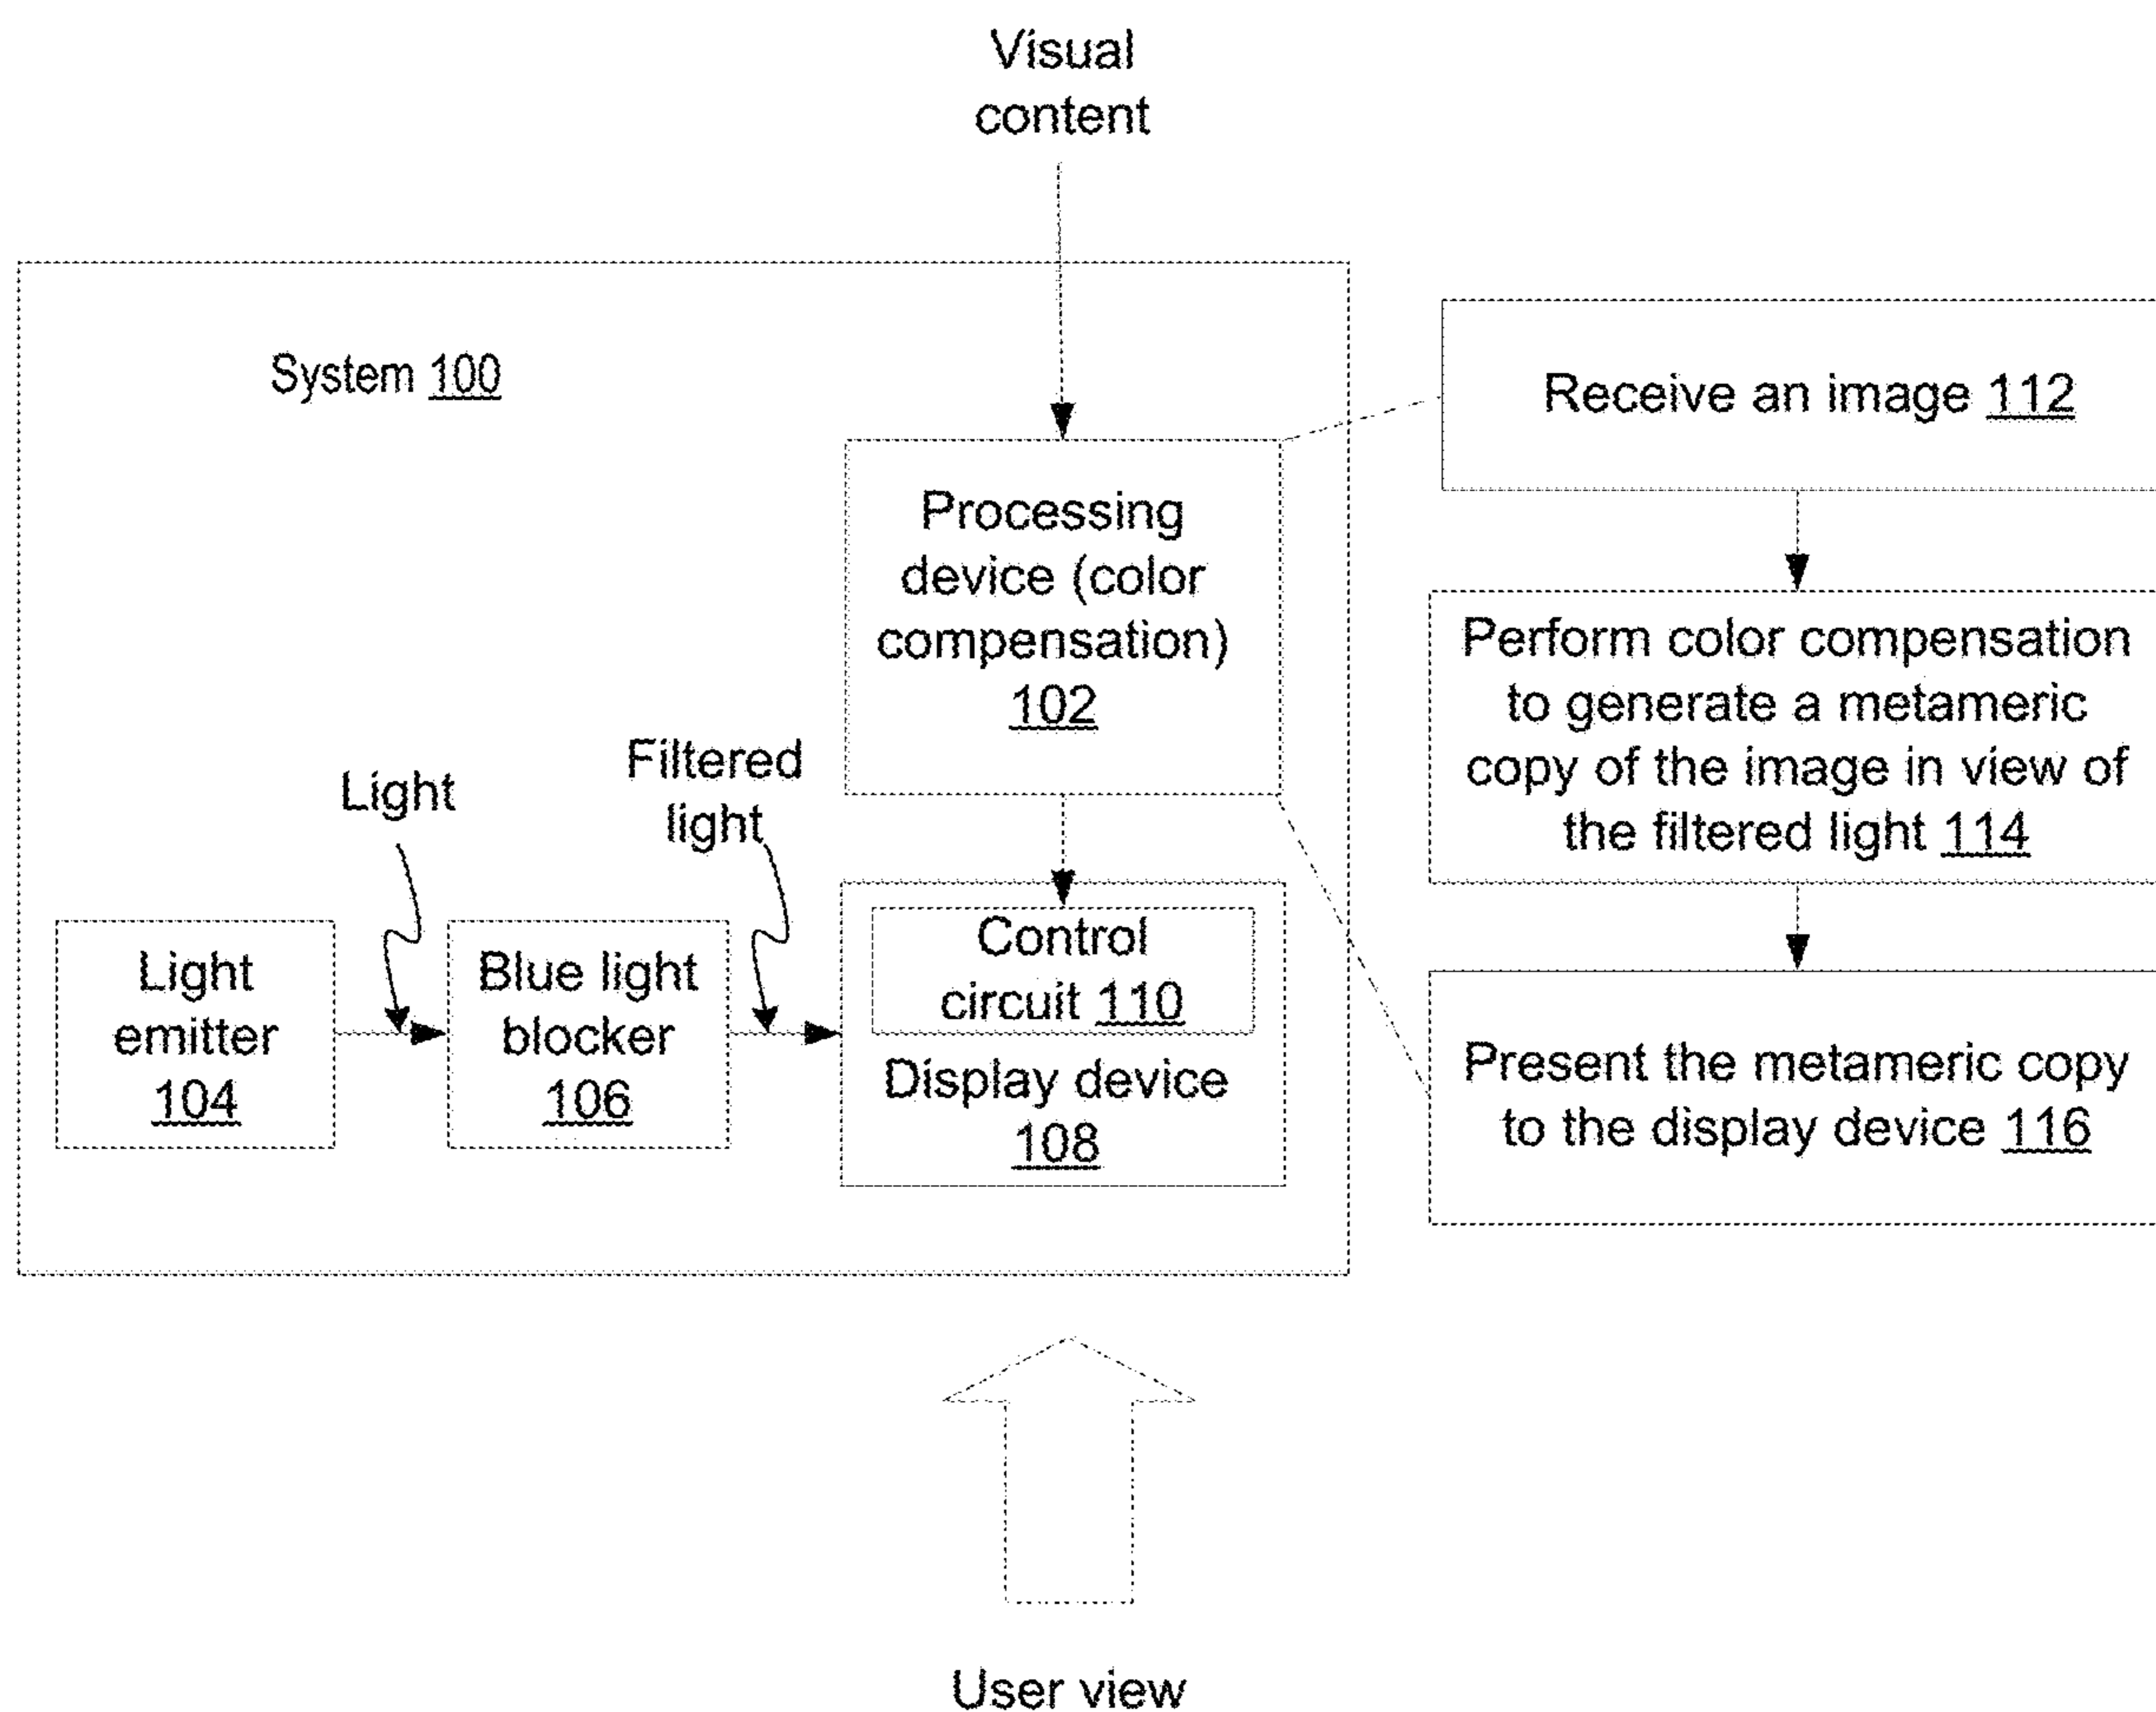 Visual
content
System 100
Processing
device (color
compensation)
102
Light
Filtered
light
Light
emitter
104
Blue light
blocker
106
Control
circuit 110
Display device
108
Receive an image 112
Perform color compensation
to generate a metameric
copy of the image in view of
the filtered light 114
Present the metameric copy
to the display device 116
User view